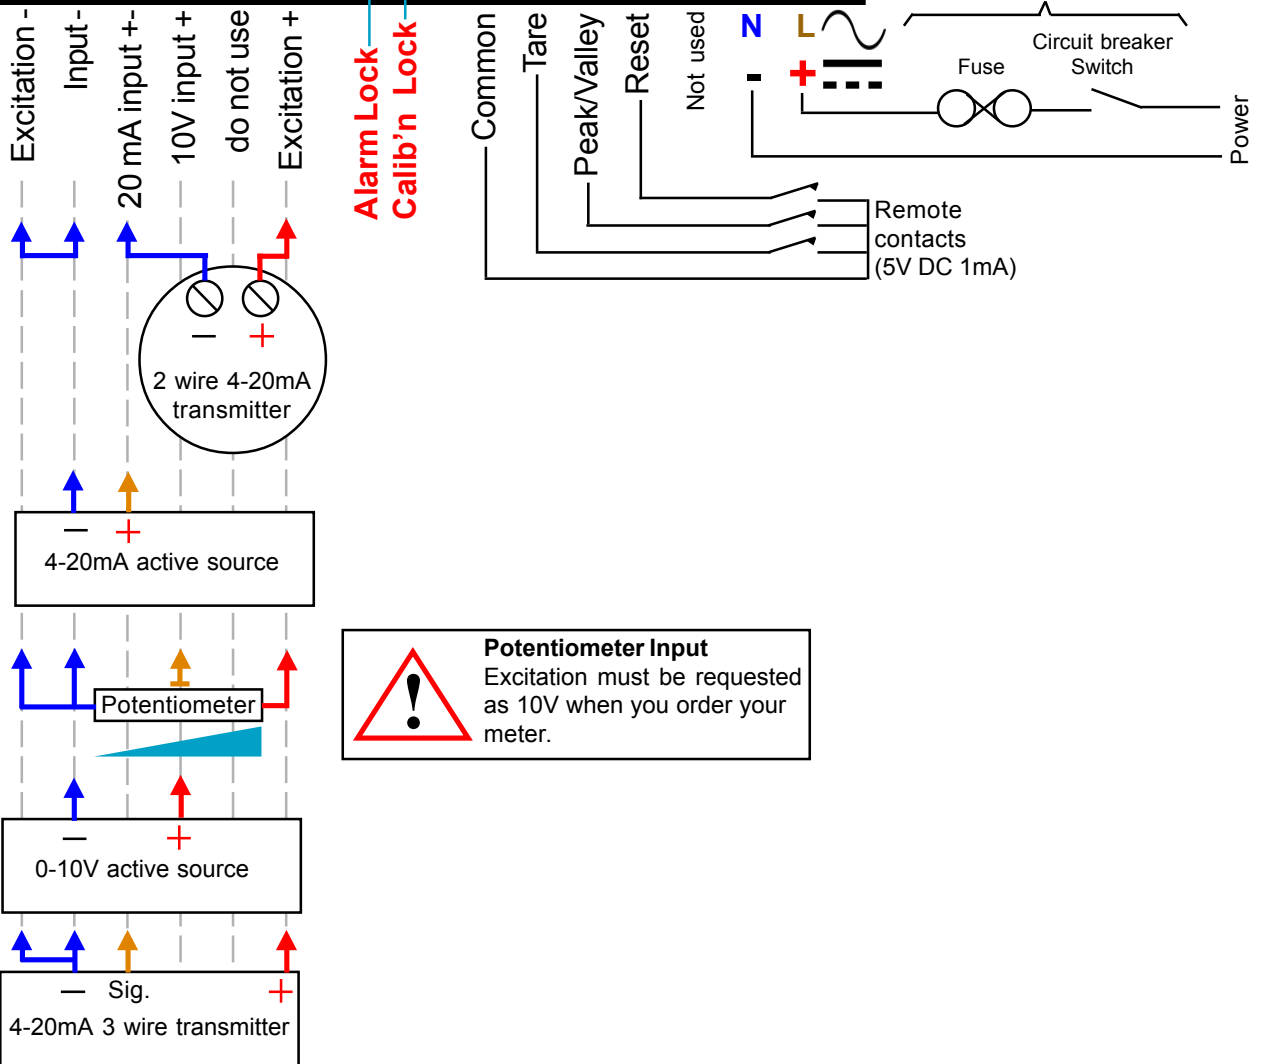 Excitation -
Input -
20 mA input +-
10V input +
do not use
Excitation +
Alarm Lock
Calib'n Lock
Common
Tare
Peak/Valley
Reset
Not used
N
L
-
+
Circuit breaker
Switch
Fuse
Power
Remote
contacts
(5V DC 1mA)
− +
2 wire 4-20mA
transmitter
− +
4-20mA active source
Potentiometer
Potentiometer Input
Excitation must be requested
as 10V when you order your
meter.
!
− +
0-10V active source
− Sig. +
4-20mA 3 wire transmitter